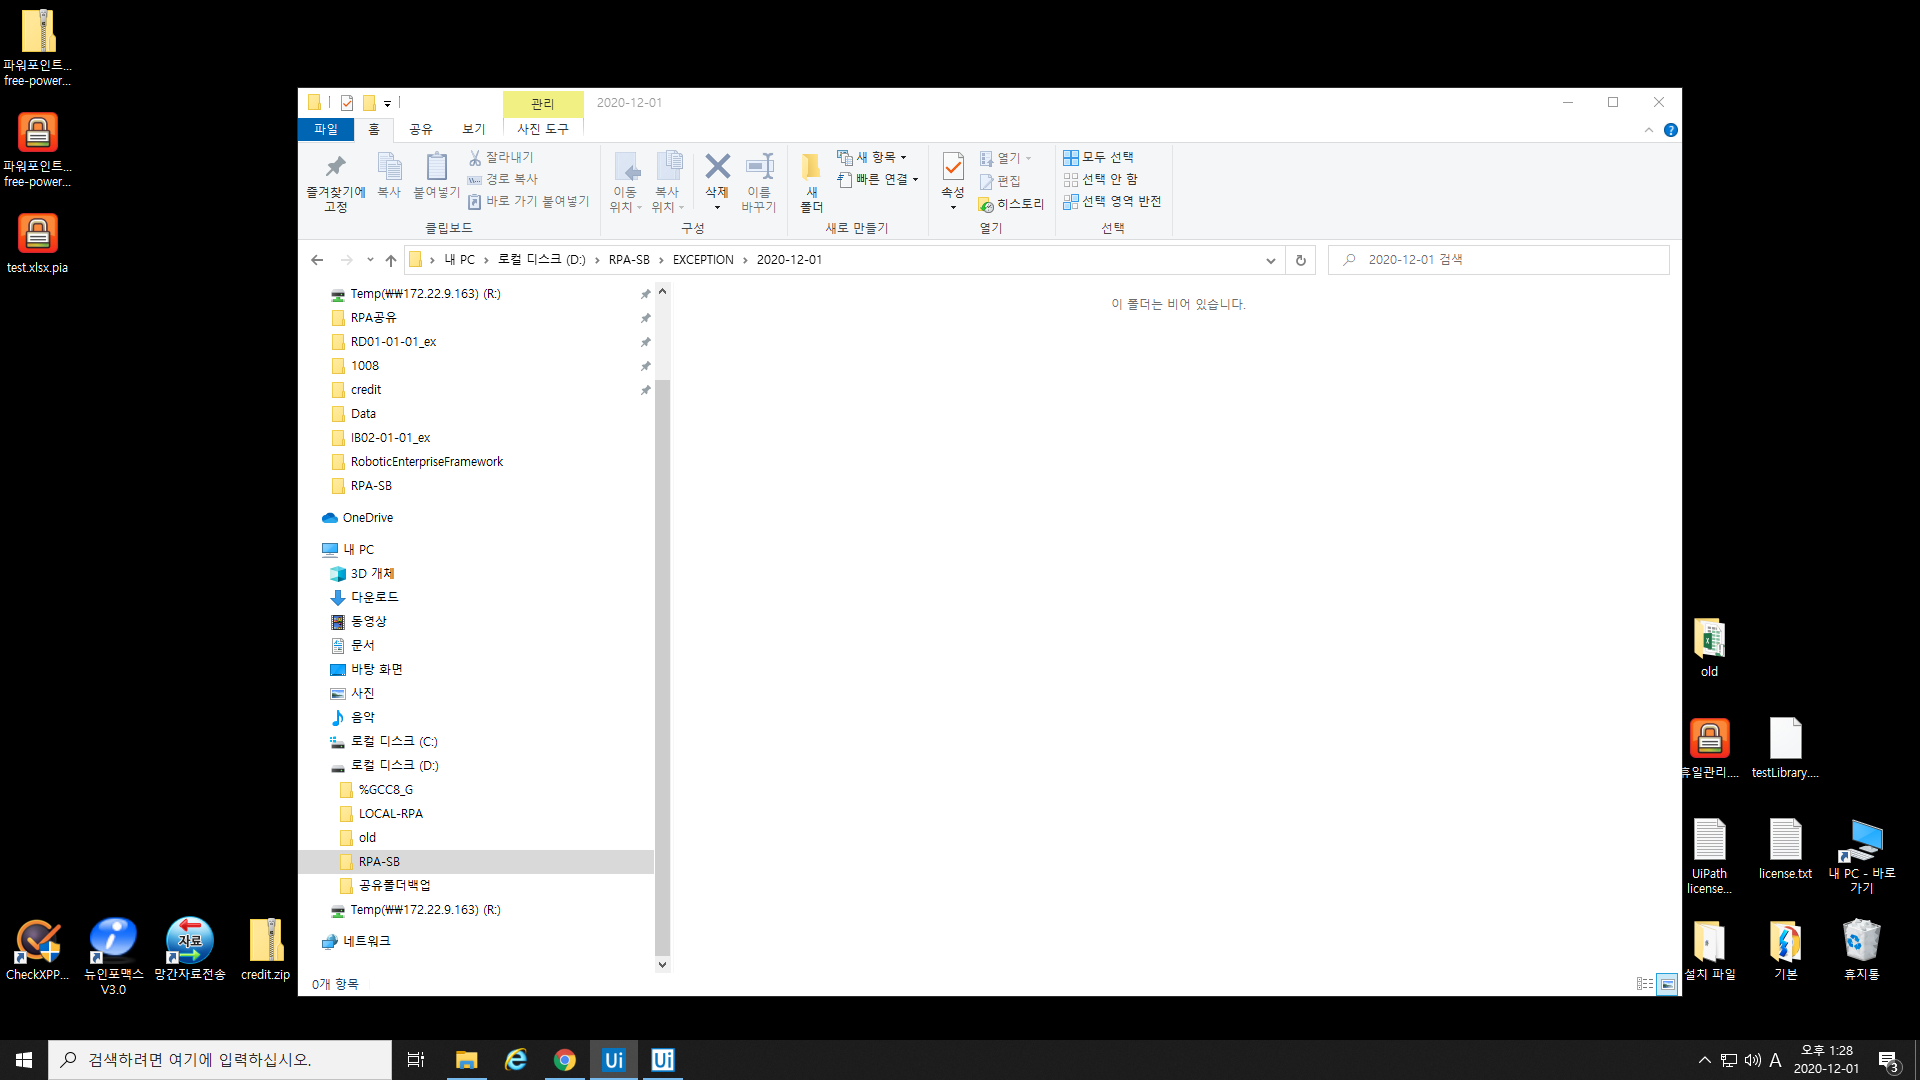 파워포인트...
free-power...
파워포인트...
free-power...
test.xlsx.pia
관리
2020-12-01
파일
홈
공유
보기
사진 도구
즐겨찾기에
고정
복사
붙여넣기
잘라내기
경로 복사
바로 가기 붙여넣기
클립보드
이동
위치
복사
위치
삭제
이름
바꾸기
구성
새
폴더
새 항목
빠른 연결
새로 만들기
속성
열기
편집
히스토리
열기
모두 선택
선택 안 함
선택 영역 반전
선택
내 PC > 로컬 디스크 (D:) > RPA-SB > EXCEPTION > 2020-12-01
2020-12-01 검색
Temp(₩₩172.22.9.163) (R:)
RPA공유
RD01-01-01_ex
1008
credit
Data
IB02-01-01_ex
RoboticEnterpriseFramework
RPA-SB
OneDrive
내 PC
3D 개체
다운로드
동영상
문서
바탕 화면
사진
음악
로컬 디스크 (C:)
로컬 디스크 (D:)
%GCC8_G
LOCAL-RPA
old
RPA-SB
공유폴더백업
Temp(₩₩172.22.9.163) (R:)
네트워크
이 폴더는 비어 있습니다.
0개 항목
old
휴일관리....
testLibrary....
UiPath
license...
license.txt
내 PC - 바로
가기
설치 파일
기본
휴지통
CheckXPP...
뉴인포맥스
V3.0
자료
망간자료전송
credit.zip
검색하려면 여기에 입력하십시오.
Ui
Ui
A
오후 1:28
2020-12-01
3